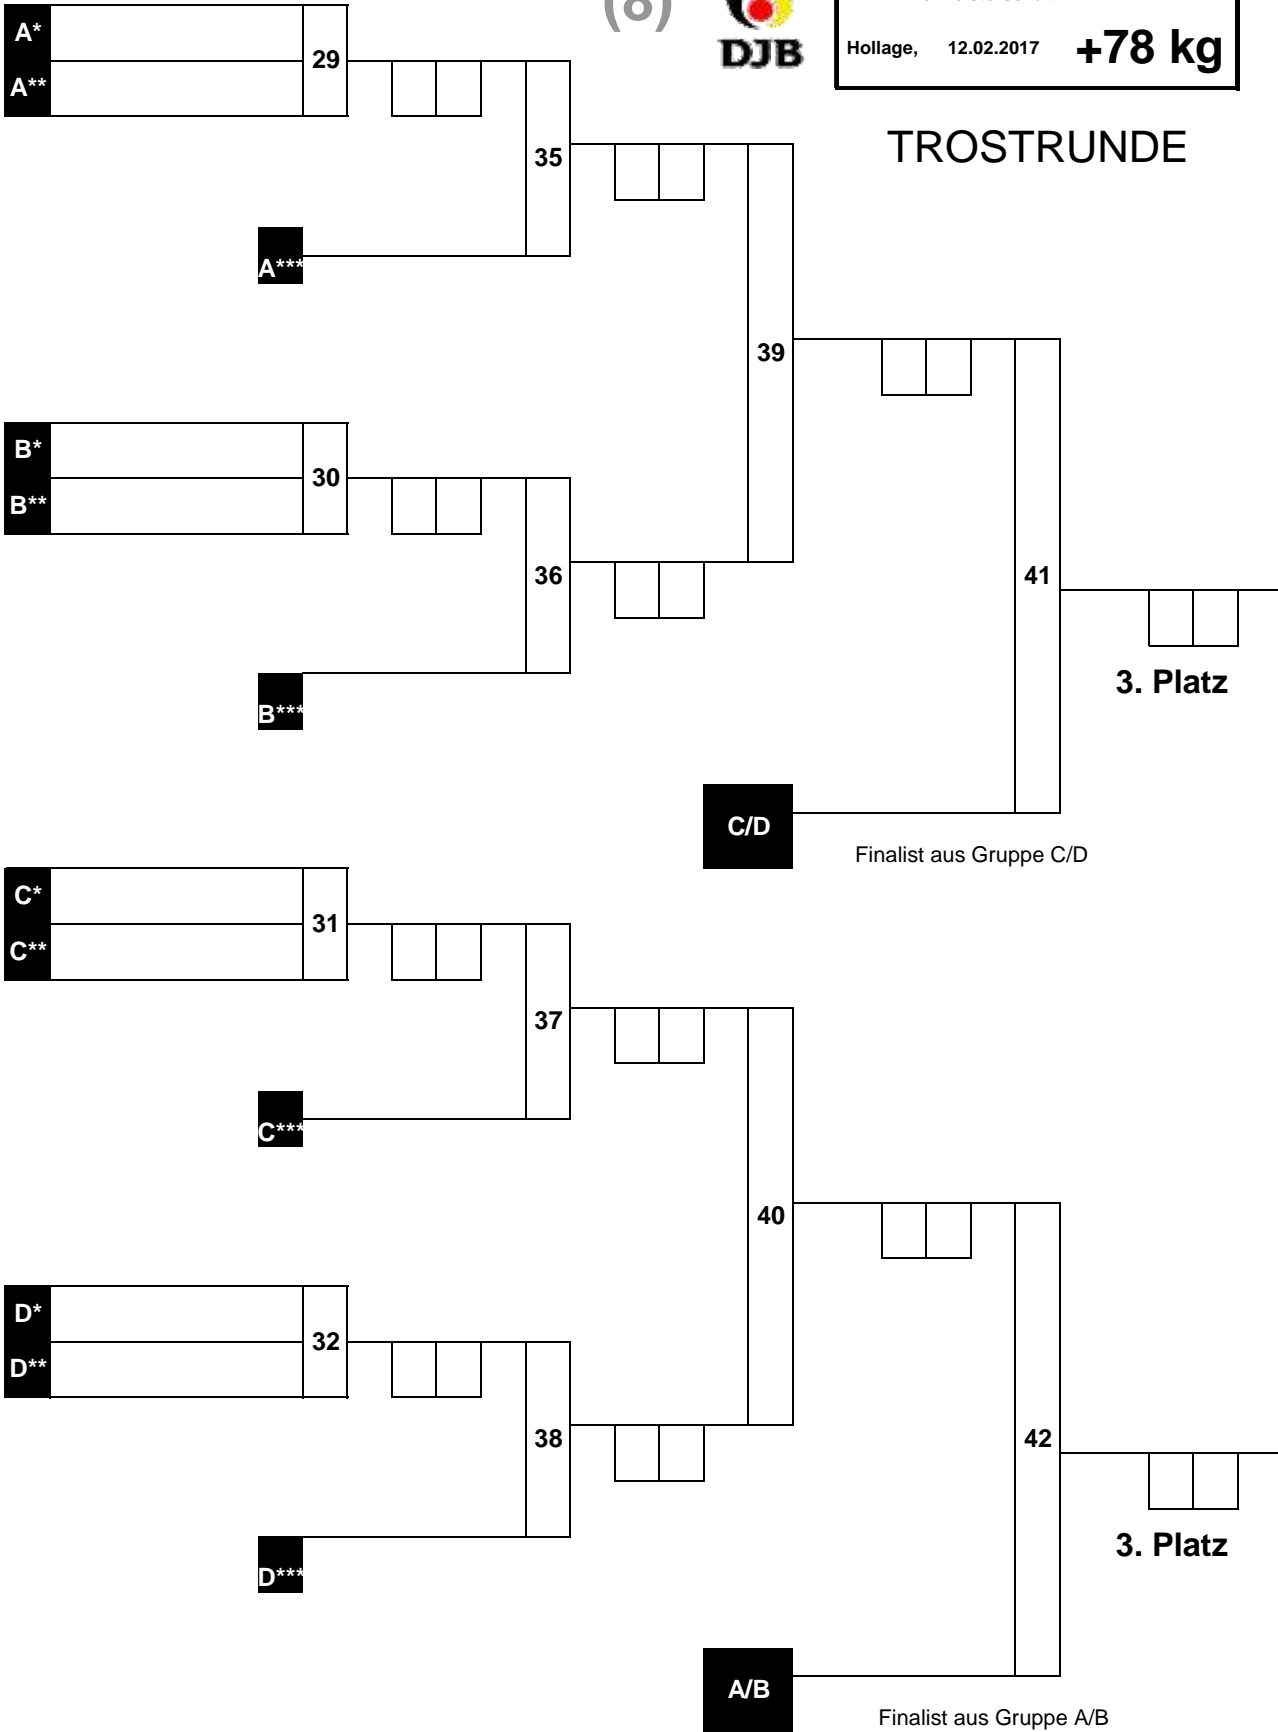 (8)
DJB
Hollage, 12.02.2017 +78 kg
TROSTRUNDE
A*
A**
29
35
A***
39
B*
B**
30
36
B***
41
3. Platz
C/D
Finalist aus Gruppe C/D
C*
C**
31
37
C***
40
D*
D**
32
38
D***
42
3. Platz
A/B
Finalist aus Gruppe A/B